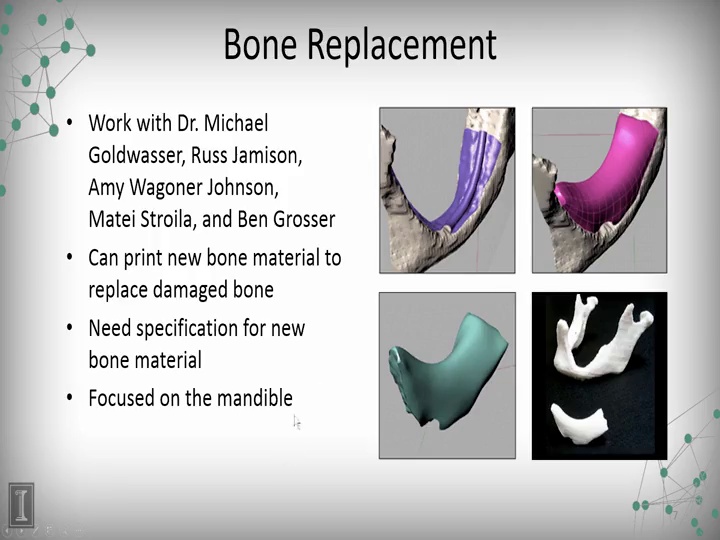 Bone Replacement
• Work with Dr. Michael
Goldwasser, Russ Jamison,
Amy Wagoner Johnson,
Matei Stroila, and Ben Grosser
• Can print new bone material to
replace damaged bone
• Need specification for new
bone material
• Focused on the mandible
I